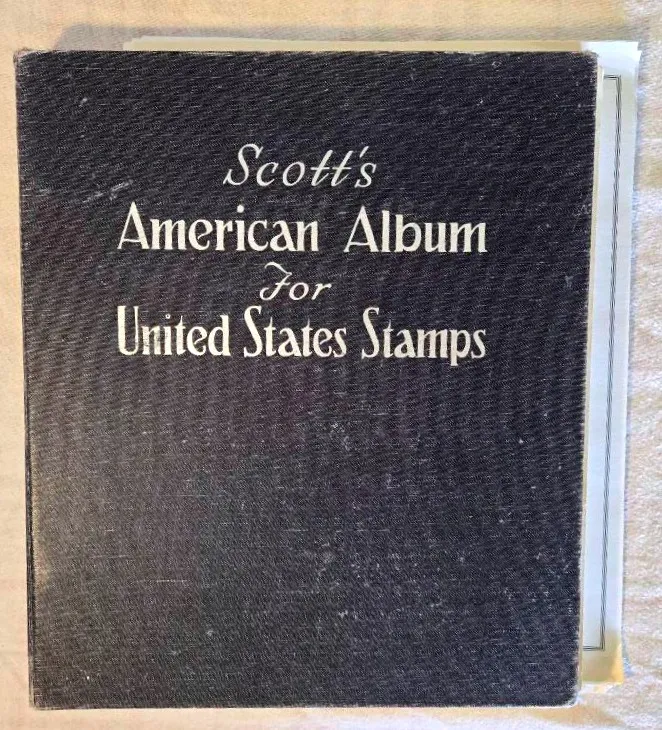 Scott's
American Album
For
United States Stamps